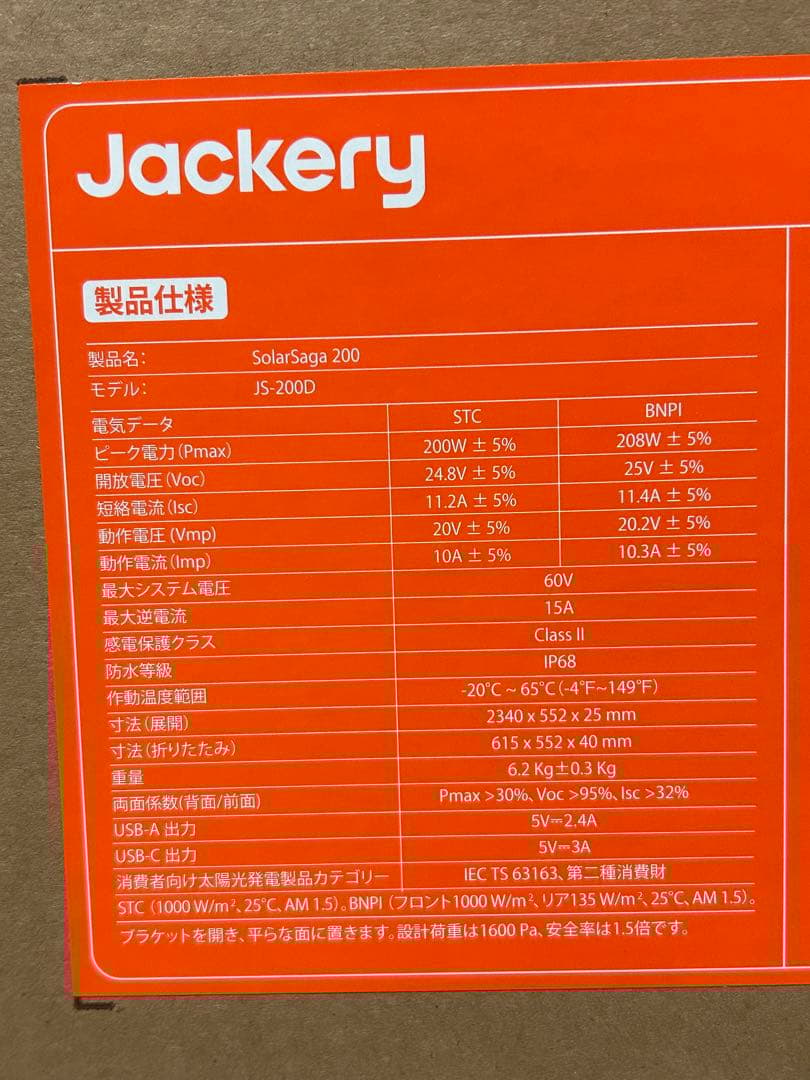 Jackery
製品仕様
製品名： SolarSaga 200
モデル： JS-200D
電気データ STC BNPI
ピーク電力(Pmax) 200W ± 5% 208W ± 5%
開放電圧(Voc) 24.8V ± 5% 25V ± 5%
短絡電流(Isc) 11.2A ± 5% 11.4A ± 5%
動作電圧(Vmp) 20V ± 5% 20.2V ± 5%
動作電流(Imp) 10A ± 5% 10.3A ± 5%
最大システム電圧 60V
最大逆電流 15A
感電保護クラス Class II
防水等級 IP68
作動温度範囲 -20°C ~ 65°C(-4°F~149°F)
寸法(展開) 2340 x 552 x 25 mm
寸法(折りたたみ) 615 x 552 x 40 mm
重量 6.2 Kg±0.3 Kg
両面係数(背面/前面) Pmax >30%、Voc >95%、Isc >32%
USB-A 出力 5V⎓2.4A
USB-C 出力 5V⎓3A
消費者向け太陽光発電製品カテゴリー IEC TS 63163、第二種消費財
STC (1000 W/m²、25°C、AM 1.5)。BNPI (フロント1000 W/m²、リア135 W/m²、25°C、AM 1.5)。
ブラケットを開き、平らな面に置きます。設計荷重は1600 Pa、安全率は1.5倍です。